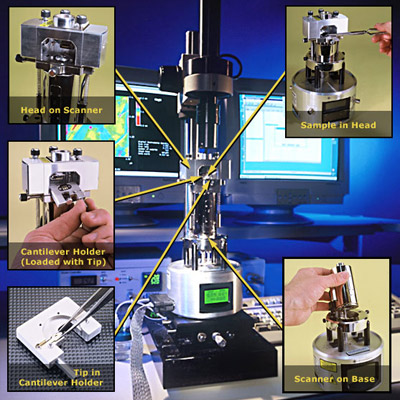 Head on Scanner
Sample in Head
Cantilever Holder
(Loaded with Tip)
Tip in
Cantilever Holder
Scanner on Base